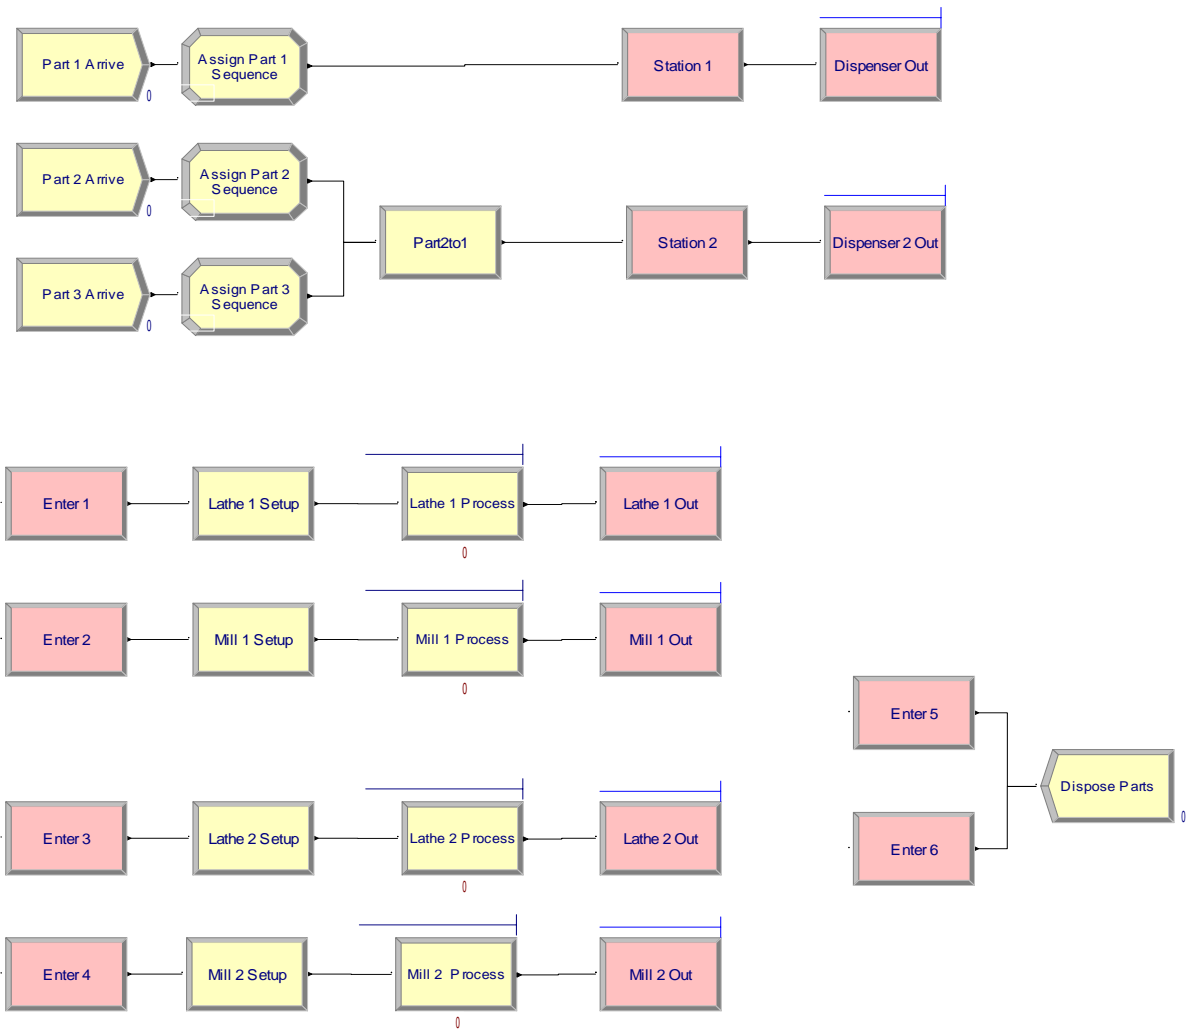 Part 1 Arrive
0
Assign Part 1
Sequence
Station 1
Dispenser Out
Part 2 Arrive
0
Assign Part 2
Sequence
Part2to1
Station 2
Dispenser 2 Out
Part 3 Arrive
0
Assign Part 3
Sequence
Enter 1
Lathe 1 Setup
Lathe 1 Process
0
Lathe 1 Out
Enter 2
Mill 1 Setup
Mill 1 Process
0
Mill 1 Out
Enter 3
Lathe 2 Setup
Lathe 2 Process
0
Lathe 2 Out
Enter 4
Mill 2 Setup
Mill 2 Process
0
Mill 2 Out
Enter 5
Enter 6
Dispose Parts
0